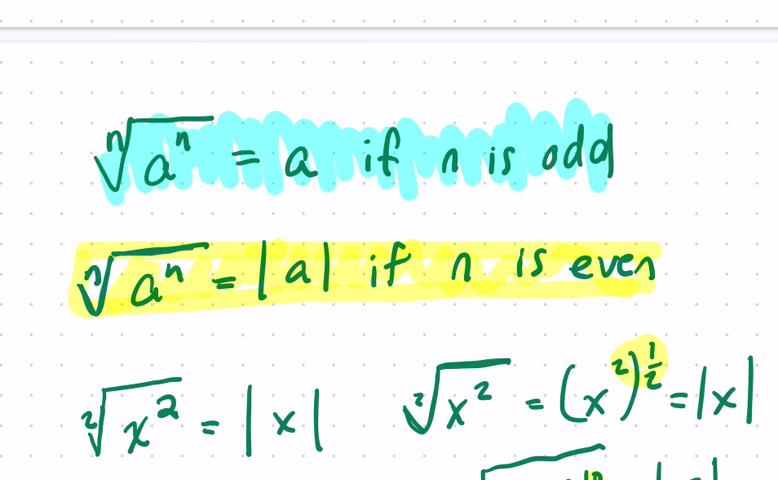 ⁿ√aⁿ = a if n is odd
ⁿ√aⁿ = |a| if n is even
²√x² = |x|  ²√x² = (x²)^½ = |x|